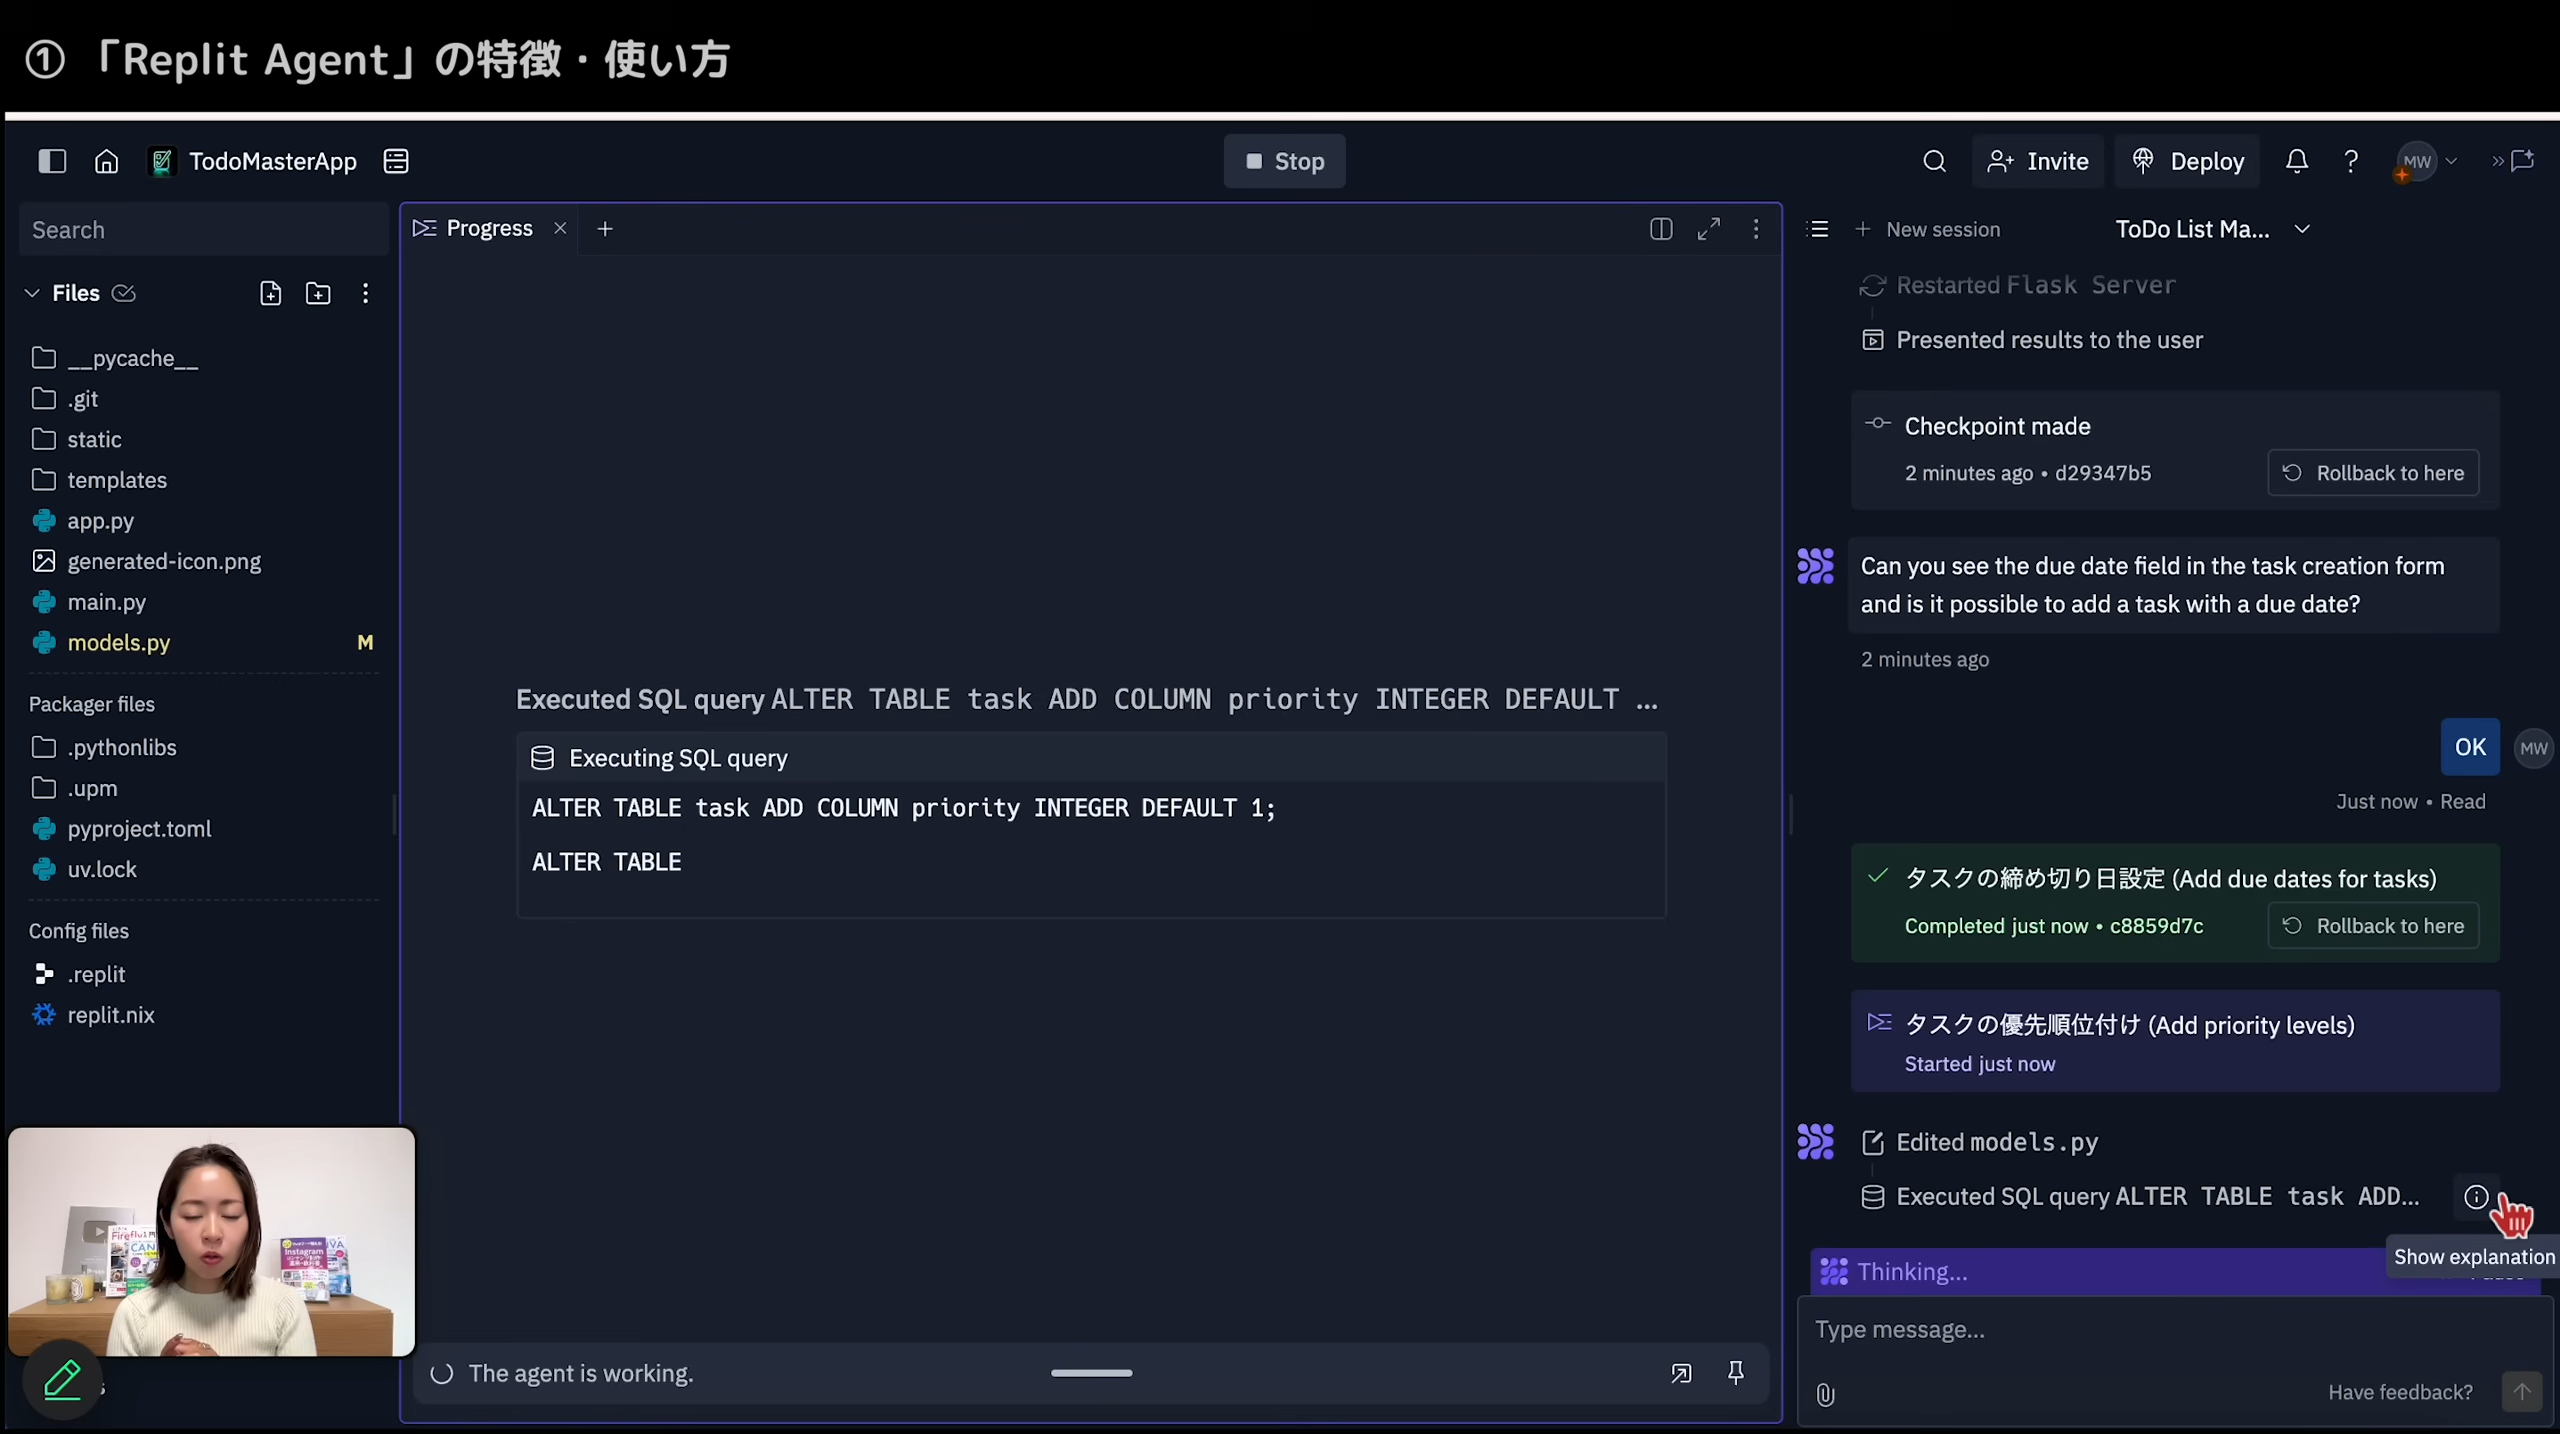 ① 「Replit Agent」の特徴・使い方
TodoMasterApp
Stop
Invite
Deploy
MW
Search
Files
__pycache__
.git
static
templates
app.py
generated-icon.png
main.py
models.py M
Packager files
.pythonlibs
.upm
pyproject.toml
uv.lock
Config files
.replit
replit.nix
Progress
Executed SQL query ALTER TABLE task ADD COLUMN priority INTEGER DEFAULT ...
Executing SQL query
ALTER TABLE task ADD COLUMN priority INTEGER DEFAULT 1;
ALTER TABLE
The agent is working.
New session
ToDo List Ma...
Restarted Flask Server
Presented results to the user
Checkpoint made
2 minutes ago • d29347b5
Rollback to here
Can you see the due date field in the task creation form
and is it possible to add a task with a due date?
2 minutes ago
OK
MW
Just now • Read
タスクの締め切り日設定 (Add due dates for tasks)
Completed just now • c8859d7c
Rollback to here
タスクの優先順位付け (Add priority levels)
Started just now
Edited models.py
Executed SQL query ALTER TABLE task ADD...
Show explanation
Thinking...
Type message...
Have feedback?